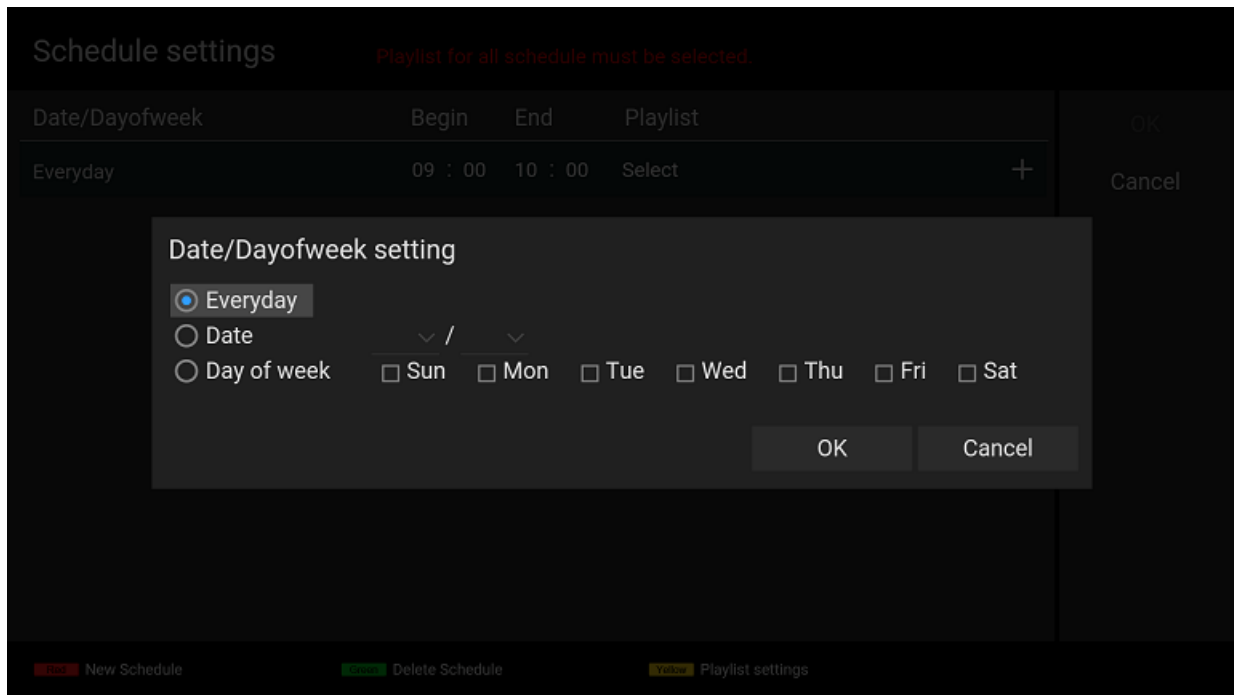 Schedule settings Playlist for all schedule must be selected.
Date/Dayofweek Begin End Playlist OK
Everyday 09 : 00 10 : 00 Select + Cancel
Date/Dayofweek setting
Everyday
Date /
Day of week Sun Mon Tue Wed Thu Fri Sat
OK Cancel
Red New Schedule Green Delete Schedule Yellow Playlist settings